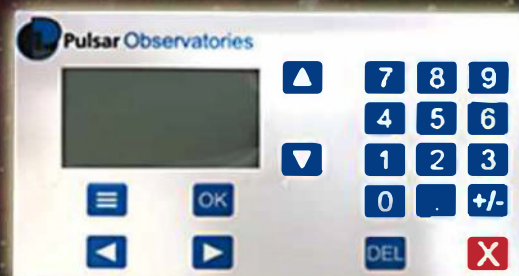 Pulsar Observatories
7 8 9
4 5 6
1 2 3
OK 0 . +/-
DEL X